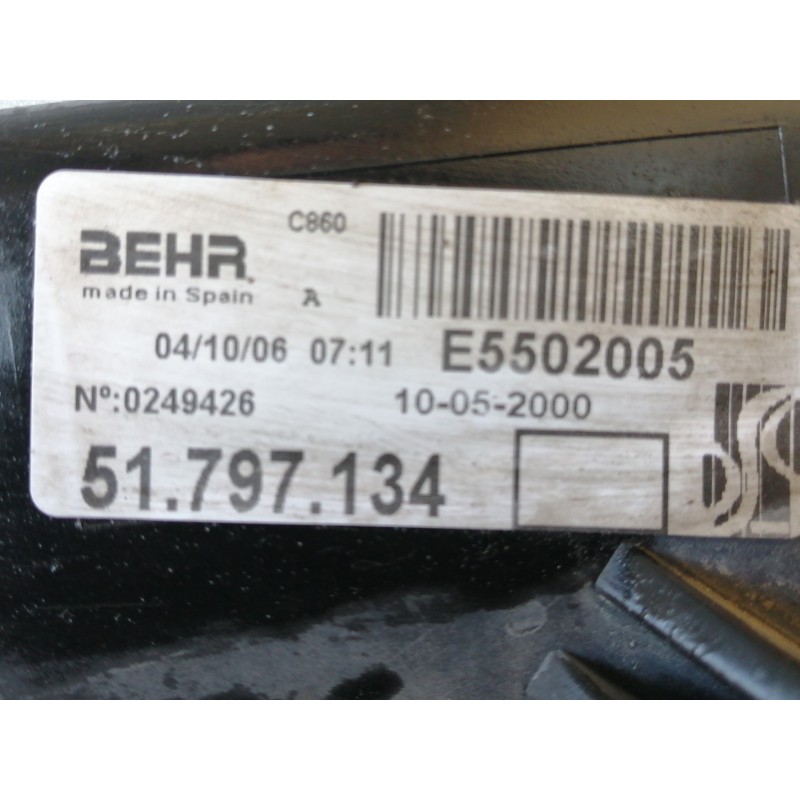 C860
BEHR
made in Spain A
04/10/06 07:11 E5502005
Nº:0249426 10-05-2000
51.797.134